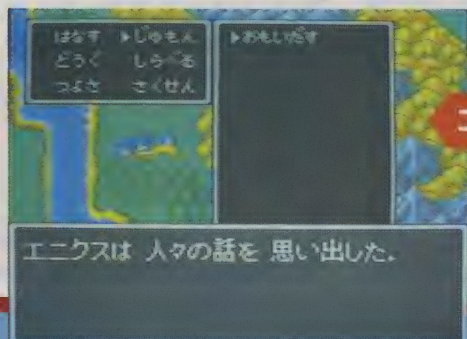 はなす ▶じゅもん
どうぐ しらべる
つよさ さくせん
▶おもいだす
エニクスは 人々の話を 思い出した。